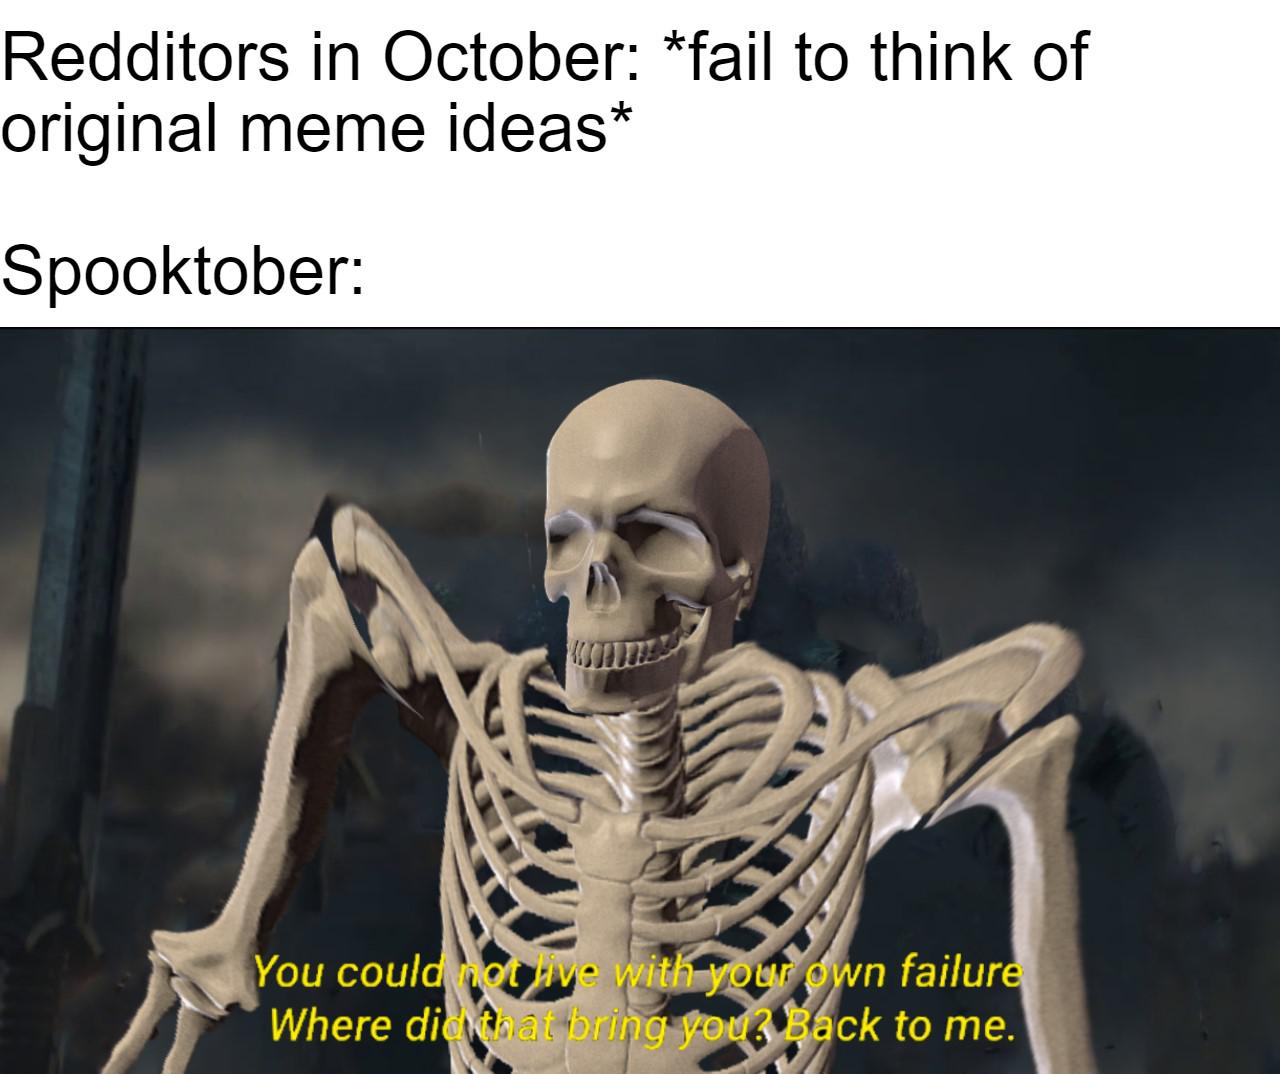 Redditors in October: *fail to think of
original meme ideas*
Spooktober:
You could not live with your own failure
Where did that bring you? Back to me.